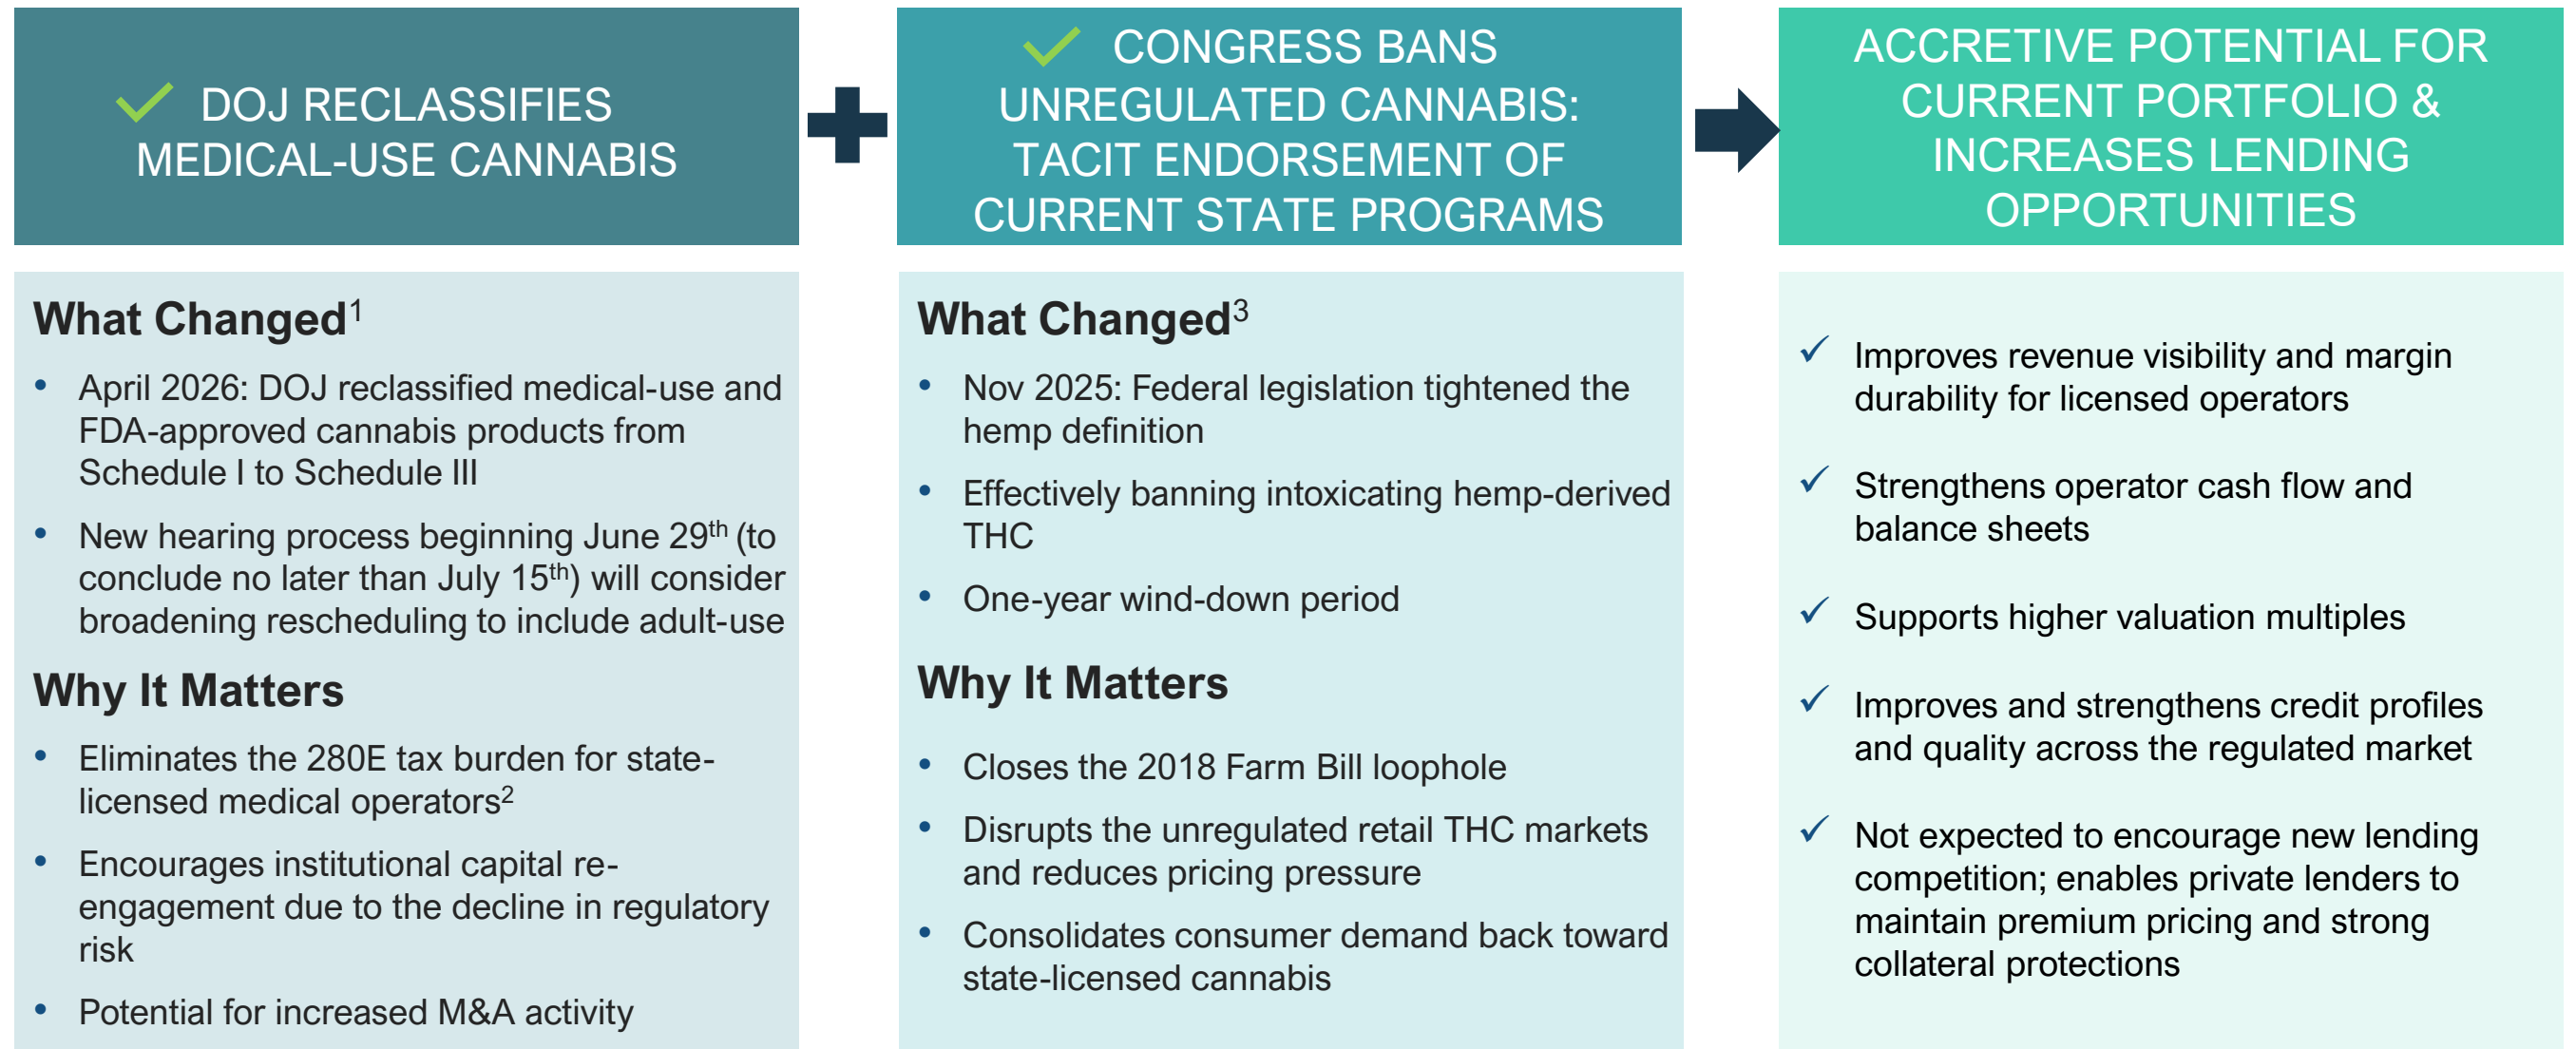 DOJ RECLASSIFIES
MEDICAL-USE CANNABIS
CONGRESS BANS
UNREGULATED CANNABIS:
TACIT ENDORSEMENT OF
CURRENT STATE PROGRAMS
ACCRETIVE POTENTIAL FOR
CURRENT PORTFOLIO &
INCREASES LENDING
OPPORTUNITIES
What Changed1
• April 2026: DOJ reclassified medical-use and
FDA-approved cannabis products from
Schedule I to Schedule III
• New hearing process beginning June 29th (to
conclude no later than July 15th) will consider
broadening rescheduling to include adult-use
Why It Matters
• Eliminates the 280E tax burden for state-
licensed medical operators2
• Encourages institutional capital re-
engagement due to the decline in regulatory
risk
• Potential for increased M&A activity
What Changed3
• Nov 2025: Federal legislation tightened the
hemp definition
• Effectively banning intoxicating hemp-derived
THC
• One-year wind-down period
Why It Matters
• Closes the 2018 Farm Bill loophole
• Disrupts the unregulated retail THC markets
and reduces pricing pressure
• Consolidates consumer demand back toward
state-licensed cannabis
✓ Improves revenue visibility and margin
durability for licensed operators
✓ Strengthens operator cash flow and
balance sheets
✓ Supports higher valuation multiples
✓ Improves and strengthens credit profiles
and quality across the regulated market
✓ Not expected to encourage new lending
competition; enables private lenders to
maintain premium pricing and strong
collateral protections